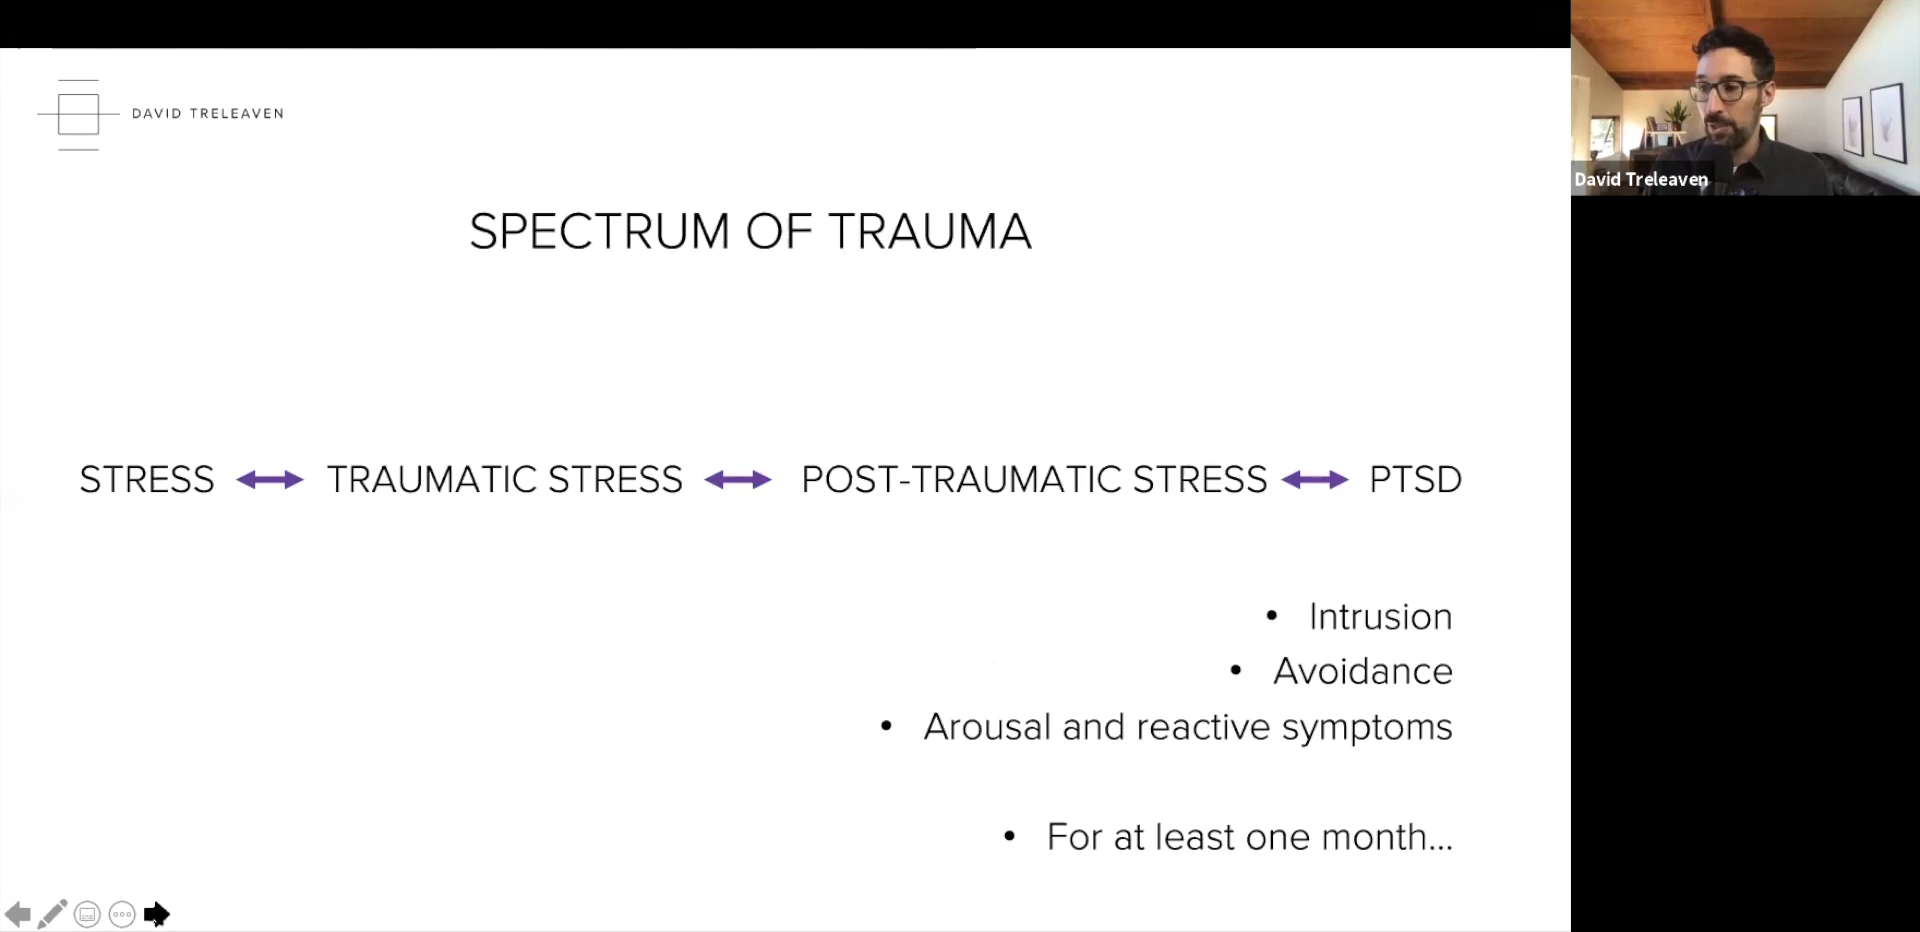 DAVID TRELEAVEN
David Treleaven
SPECTRUM OF TRAUMA
STRESS TRAUMATIC STRESS POST-TRAUMATIC STRESS PTSD
• Intrusion
• Avoidance
• Arousal and reactive symptoms
• For at least one month...